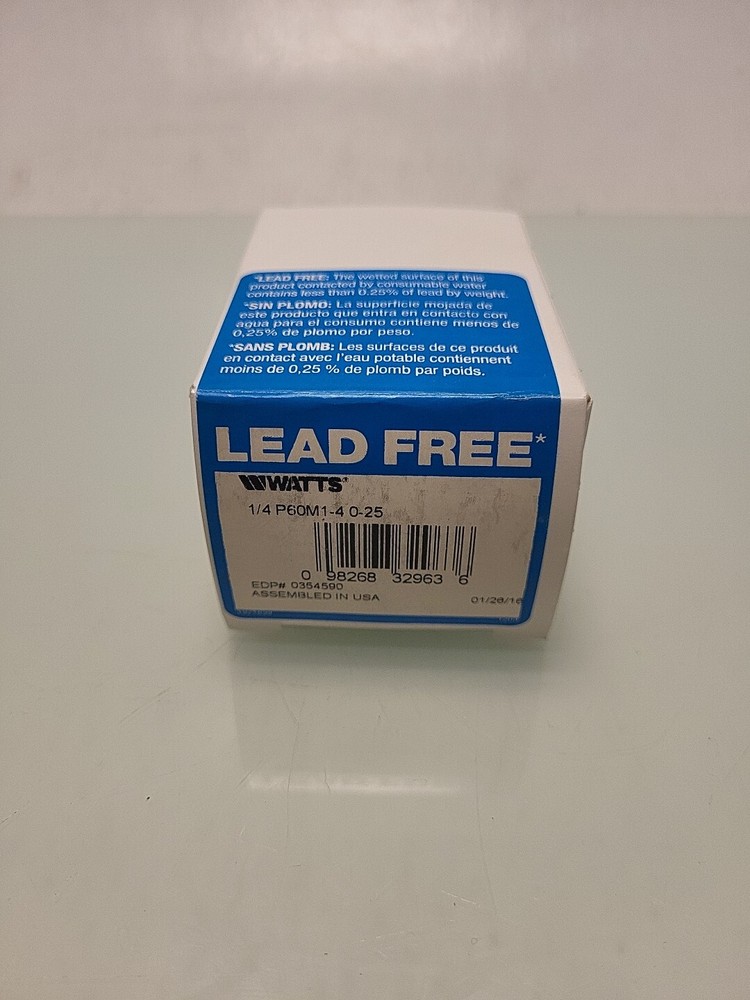 *LEAD FREE: The wetted surface of this
product contacted by consumable water
contains less than 0.25% of lead by weight.
*SIN PLOMO: La superficie mojada de
este producto que entra en contacto con
agua para el consumo contiene menos de
0,25% de plomo por peso.
*SANS PLOMB: Les surfaces de ce produit
en contact avec l'eau potable contiennent
moins de 0,25 % de plomb par poids.
LEAD FREE*
WATTS
1/4 P60M1-4 0-25
0 98268 32963 6
EDP# 0354590
ASSEMBLED IN USA